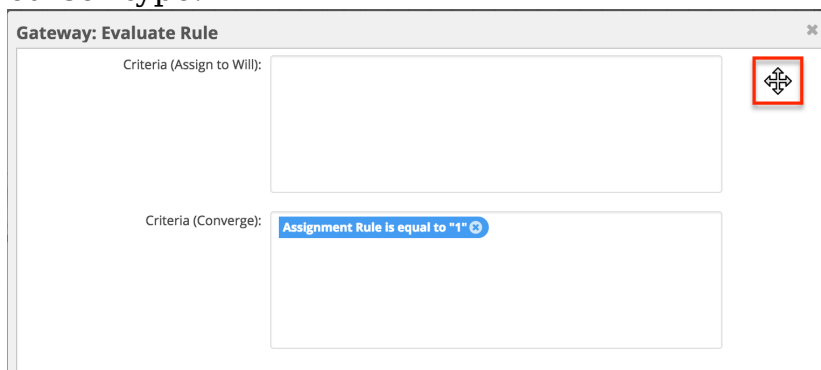 Gateway: Evaluate Rule
Criteria (Assign to Will):
Criteria (Converge):
Assignment Rule is equal to "1"